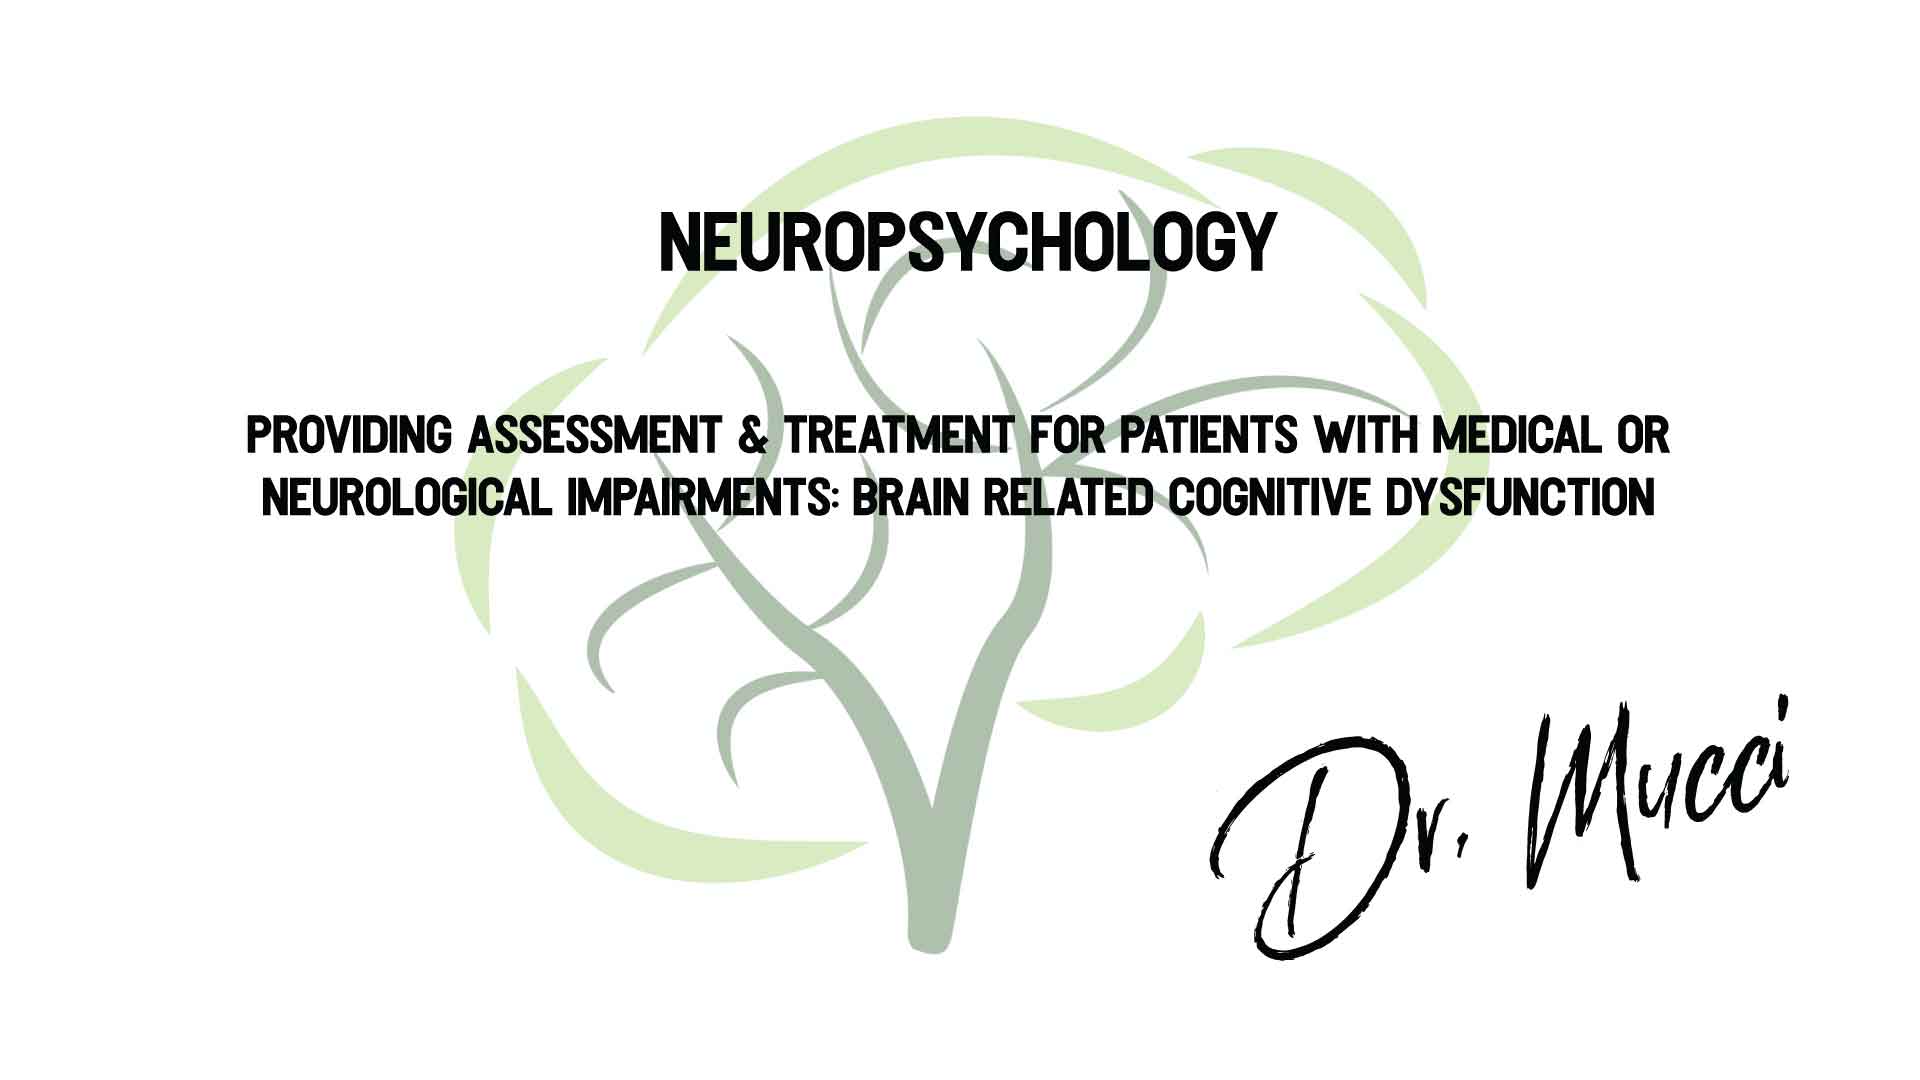 NEUROPSYCHOLOGY
PROVIDING ASSESSMENT & TREATMENT FOR PATIENTS WITH MEDICAL OR
NEUROLOGICAL IMPAIRMENTS: BRAIN RELATED COGNITIVE DYSFUNCTION
Dr. Mucci